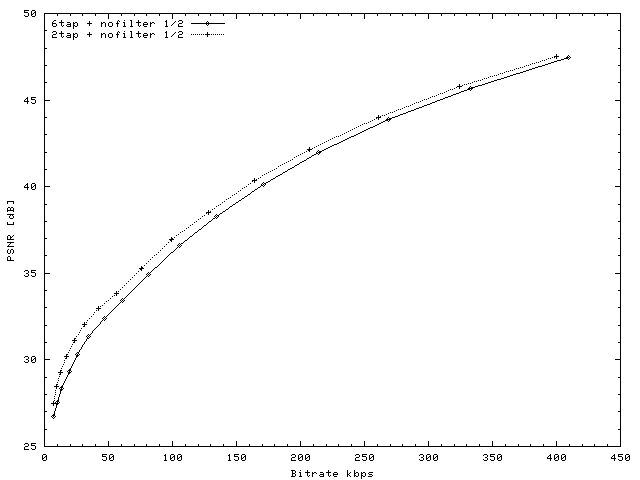 50
6tap + nofilter 1/2
2tap + nofilter 1/2
45
40
PSNR [dB]
35
30
25
0 50 100 150 200 250 300 350 400 450
Bitrate kbps